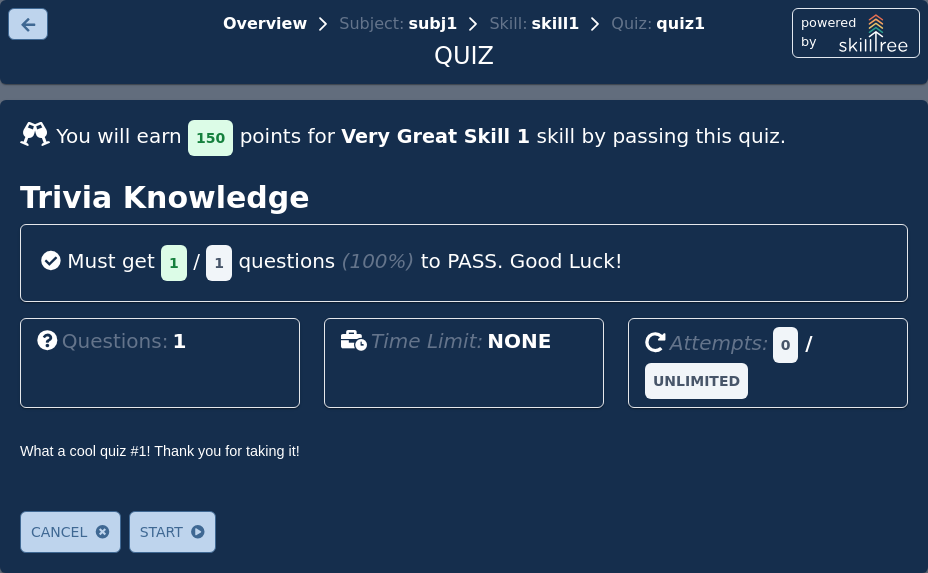 Overview > Subject: subj1 > Skill: skill1 > Quiz: quiz1
QUIZ
powered by skilltree
You will earn 150 points for Very Great Skill 1 skill by passing this quiz.
Trivia Knowledge
Must get 1 / 1 questions (100%) to PASS. Good Luck!
Questions: 1
Time Limit: NONE
Attempts: 0 /
UNLIMITED
What a cool quiz #1! Thank you for taking it!
CANCEL
START